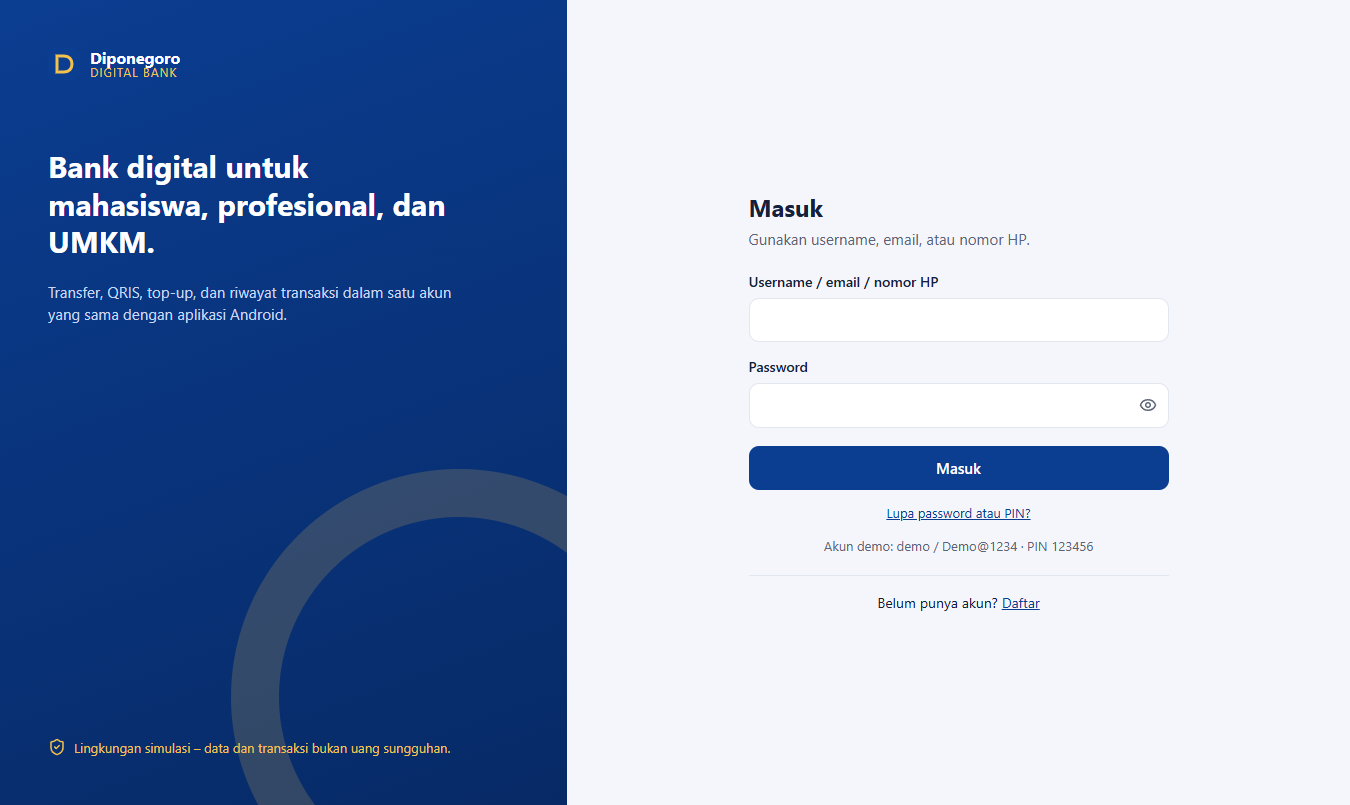 D
Diponegoro
DIGITAL BANK
Bank digital untuk
mahasiswa, profesional, dan
UMKM.
Transfer, QRIS, top-up, dan riwayat transaksi dalam satu akun
yang sama dengan aplikasi Android.
Lingkungan simulasi – data dan transaksi bukan uang sungguhan.
Masuk
Gunakan username, email, atau nomor HP.
Username / email / nomor HP
Password
Masuk
Lupa password atau PIN?
Akun demo: demo / Demo@1234 · PIN 123456
Belum punya akun? Daftar